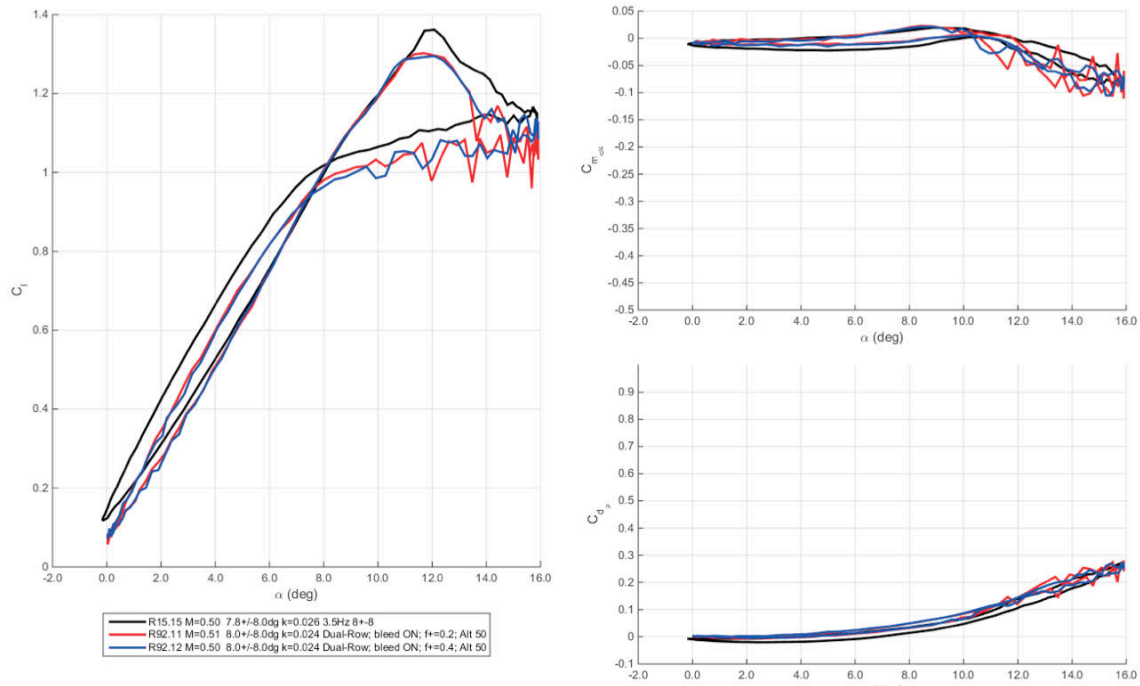 1.4
1.2
1
0.8
0.6
0.4
0.2
0
-2.0 0.0 2.0 4.0 6.0 8.0 10.0 12.0 14.0 16.0
C_l
α (deg)
R15.15 M=0.50 7.8+/-8.0dg k=0.026 3.5Hz 8+-8
R92.11 M=0.51 8.0+/-8.0dg k=0.024 Dual-Row; bleed ON; f+=0.2; Alt 50
R92.12 M=0.50 8.0+/-8.0dg k=0.024 Dual-Row; bleed ON; f+=0.4; Alt 50
0.05
0
-0.05
-0.1
-0.15
-0.2
-0.25
-0.3
-0.35
-0.4
-0.45
-0.5
-2.0 0.0 2.0 4.0 6.0 8.0 10.0 12.0 14.0 16.0
C_m_c/4
α (deg)
0.9
0.8
0.7
0.6
0.5
0.4
0.3
0.2
0.1
0
-0.1
-2.0 0.0 2.0 4.0 6.0 8.0 10.0 12.0 14.0 16.0
C_d_p